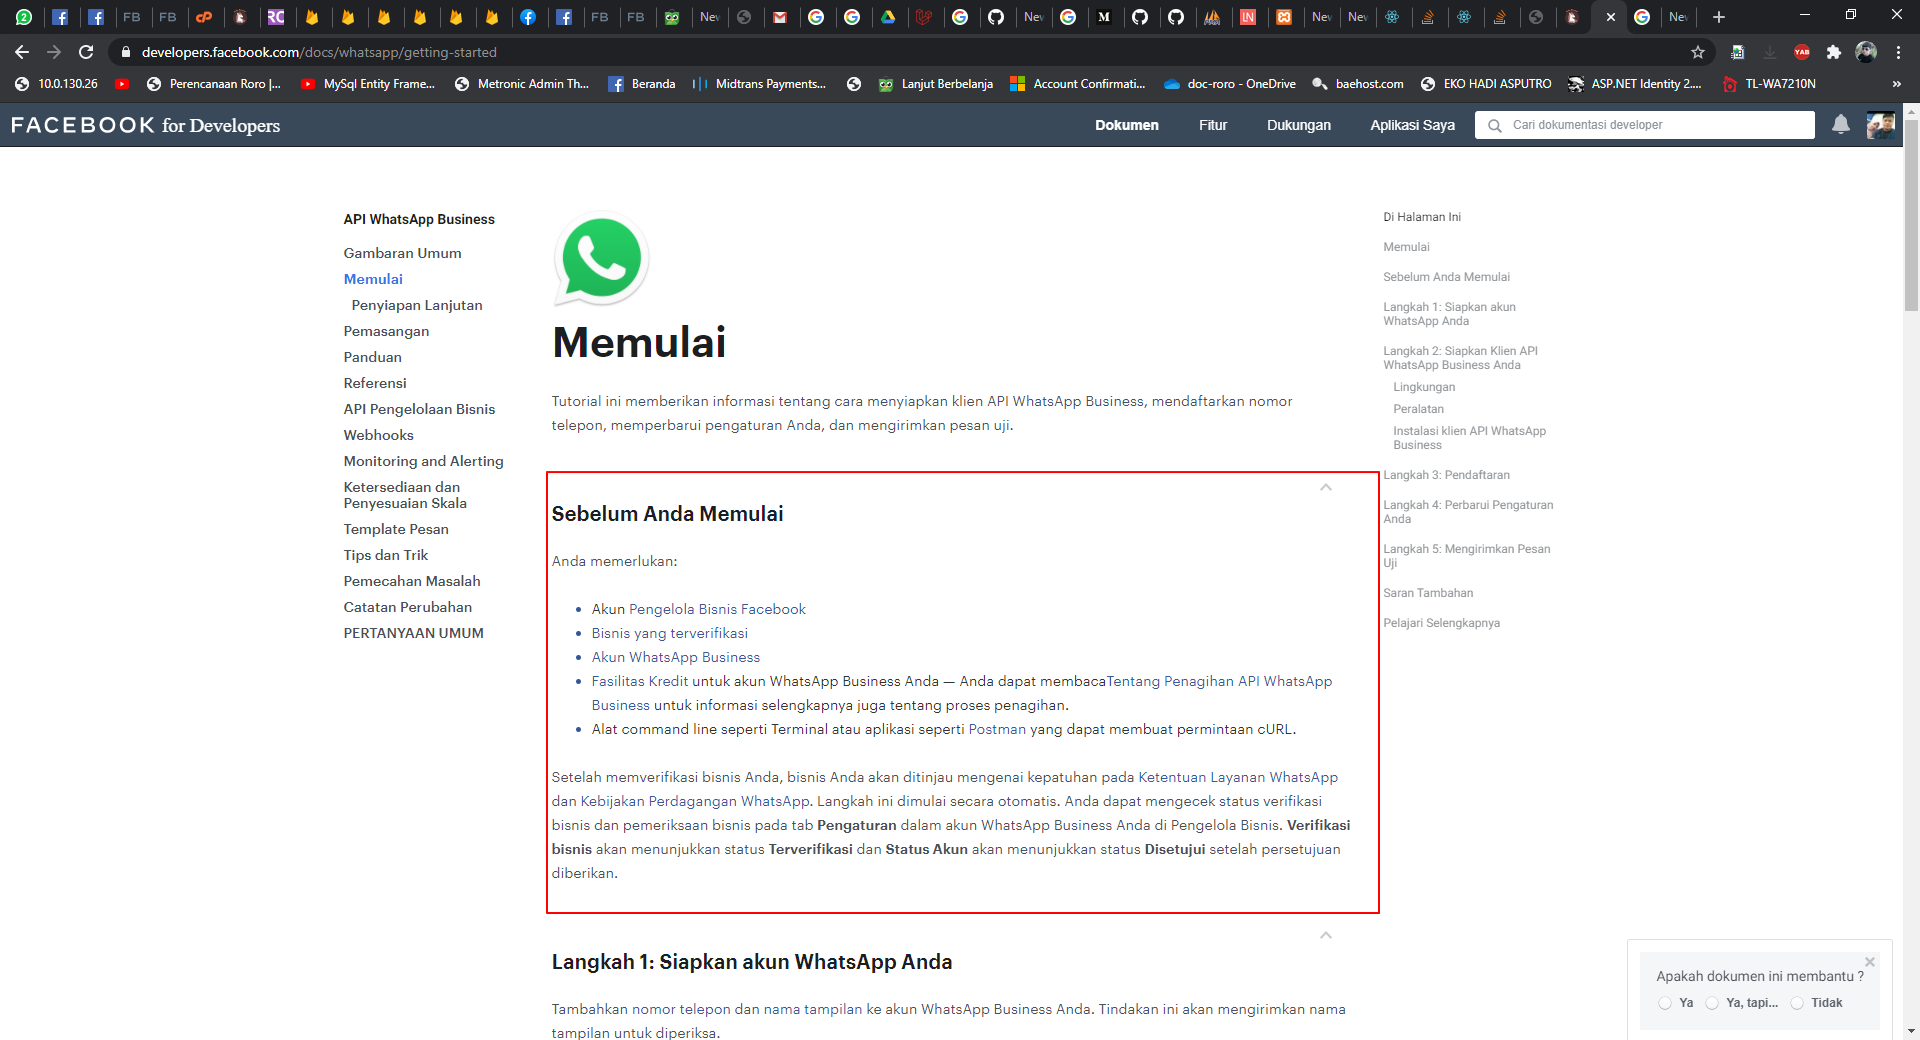 2
FB
FB
cP
RC
FB
FB
Nev
M
Nev
LN
Nev
Nev
Nev
developers.facebook.com/docs/whatsapp/getting-started
YAB
10.0.130.26
Perencanaan Roro |...
MySql Entity Frame...
Metronic Admin Th...
Beranda
Midtrans Payments...
Lanjut Berbelanja
Account Confirmati...
doc-roro - OneDrive
baehost.com
EKO HADI ASPUTRO
ASP.NET Identity 2....
TL-WA7210N
»
FACEBOOK for Developers
Dokumen
Fitur
Dukungan
Aplikasi Saya
Cari dokumentasi developer
API WhatsApp Business
Gambaran Umum
Memulai
Penyiapan Lanjutan
Pemasangan
Panduan
Referensi
API Pengelolaan Bisnis
Webhooks
Monitoring and Alerting
Ketersediaan dan
Penyesuaian Skala
Template Pesan
Tips dan Trik
Pemecahan Masalah
Catatan Perubahan
PERTANYAAN UMUM
Memulai
Tutorial ini memberikan informasi tentang cara menyiapkan klien API WhatsApp Business, mendaftarkan nomor
telepon, memperbarui pengaturan Anda, dan mengirimkan pesan uji.
Sebelum Anda Memulai
Anda memerlukan:
• Akun Pengelola Bisnis Facebook
• Bisnis yang terverifikasi
• Akun WhatsApp Business
• Fasilitas Kredit untuk akun WhatsApp Business Anda — Anda dapat membacaTentang Penagihan API WhatsApp
Business untuk informasi selengkapnya juga tentang proses penagihan.
• Alat command line seperti Terminal atau aplikasi seperti Postman yang dapat membuat permintaan cURL.
Setelah memverifikasi bisnis Anda, bisnis Anda akan ditinjau mengenai kepatuhan pada Ketentuan Layanan WhatsApp
dan Kebijakan Perdagangan WhatsApp. Langkah ini dimulai secara otomatis. Anda dapat mengecek status verifikasi
bisnis dan pemeriksaan bisnis pada tab Pengaturan dalam akun WhatsApp Business Anda di Pengelola Bisnis. Verifikasi
bisnis akan menunjukkan status Terverifikasi dan Status Akun akan menunjukkan status Disetujui setelah persetujuan
diberikan.
Langkah 1: Siapkan akun WhatsApp Anda
Tambahkan nomor telepon dan nama tampilan ke akun WhatsApp Business Anda. Tindakan ini akan mengirimkan nama
tampilan untuk diperiksa.
Di Halaman Ini
Memulai
Sebelum Anda Memulai
Langkah 1: Siapkan akun
WhatsApp Anda
Langkah 2: Siapkan Klien API
WhatsApp Business Anda
Lingkungan
Peralatan
Instalasi klien API WhatsApp
Business
Langkah 3: Pendaftaran
Langkah 4: Perbarui Pengaturan
Anda
Langkah 5: Mengirimkan Pesan
Uji
Saran Tambahan
Pelajari Selengkapnya
Apakah dokumen ini membantu ?
Ya
Ya, tapi...
Tidak